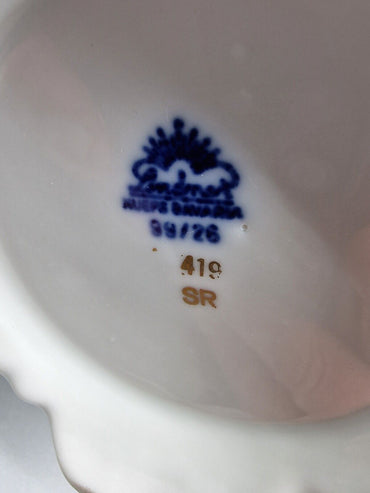 Lindner
KUEPS BAVARIA
99/26
419
SR